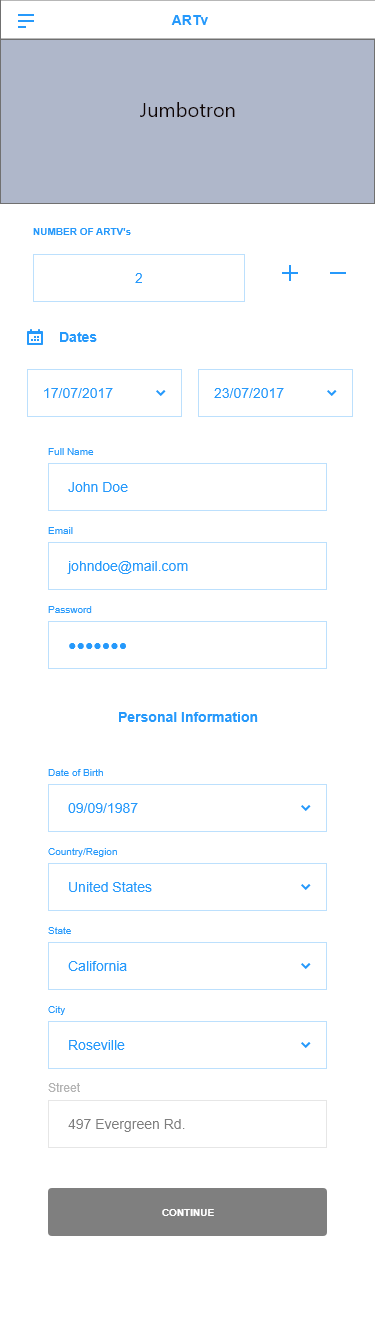 ARTv
Jumbotron
NUMBER OF ARTV's
2
Dates
17/07/2017 23/07/2017
Full Name
John Doe
Email
johndoe@mail.com
Password
●●●●●●●
Personal Information
Date of Birth
09/09/1987
Country/Region
United States
State
California
City
Roseville
Street
497 Evergreen Rd.
CONTINUE